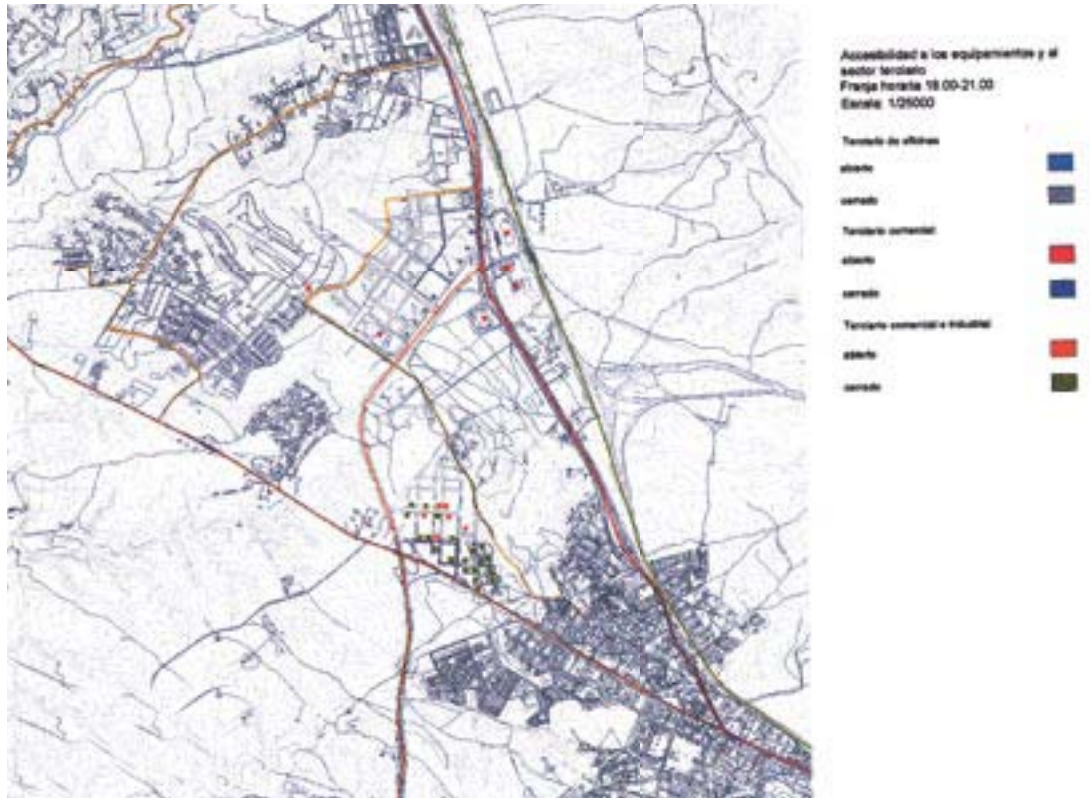 Accesibilidad a los equipamientos y al
sector terciario
Franja horaria 18.00-21.00
Escala: 1/25000
Terciario de oficinas
abierto
cerrado
Terciario comercial
abierto
cerrado
Terciario comercial e industrial
abierto
cerrado